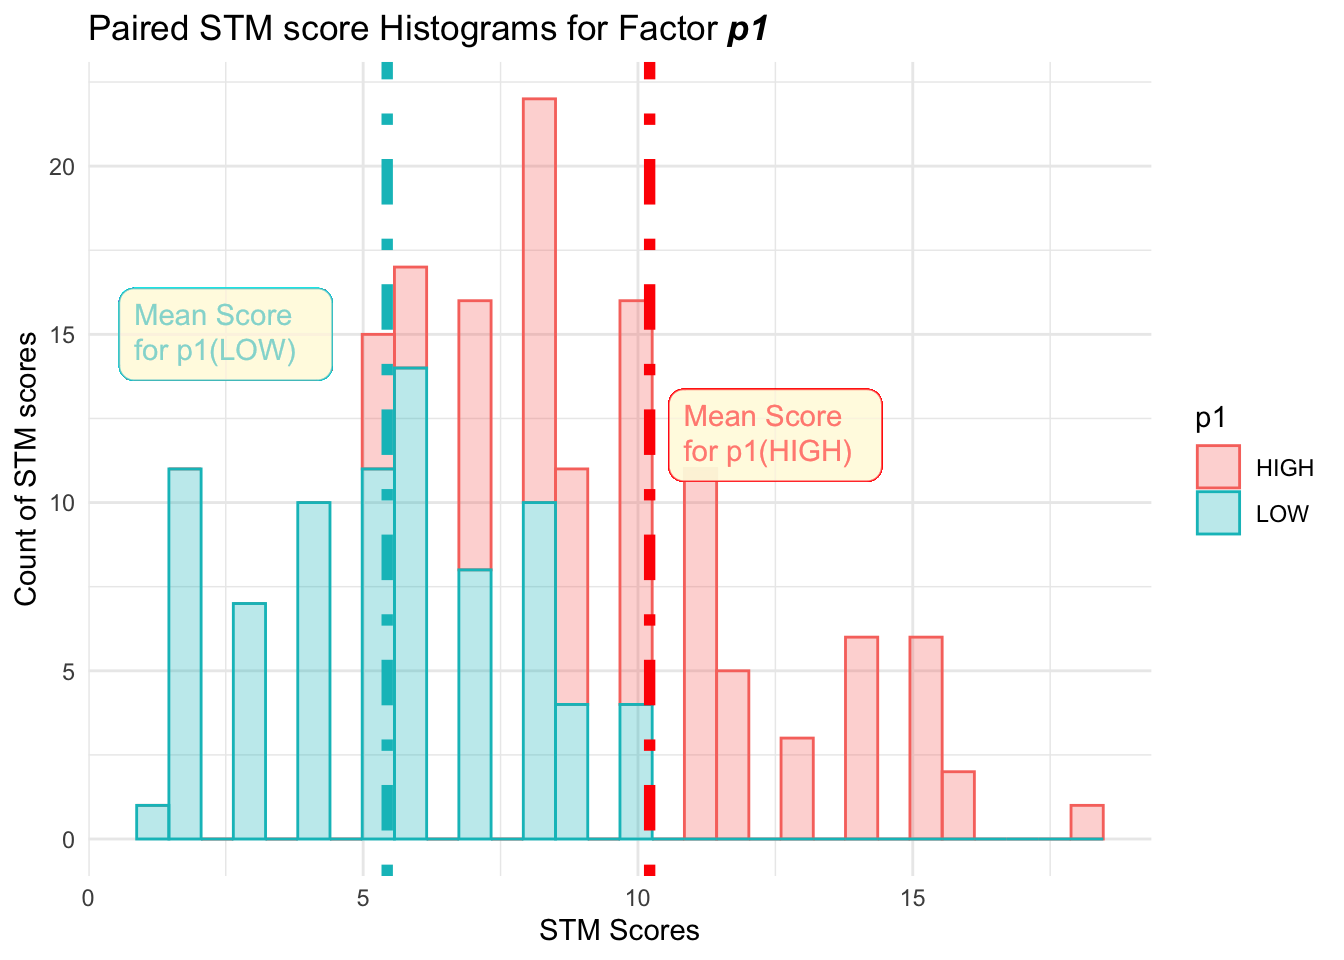 Paired STM score Histograms for Factor p1
Count of STM scores
20
15
10
5
0
Mean Score
for p1(LOW)
Mean Score
for p1(HIGH)
p1
HIGH
LOW
0
5
10
15
STM Scores